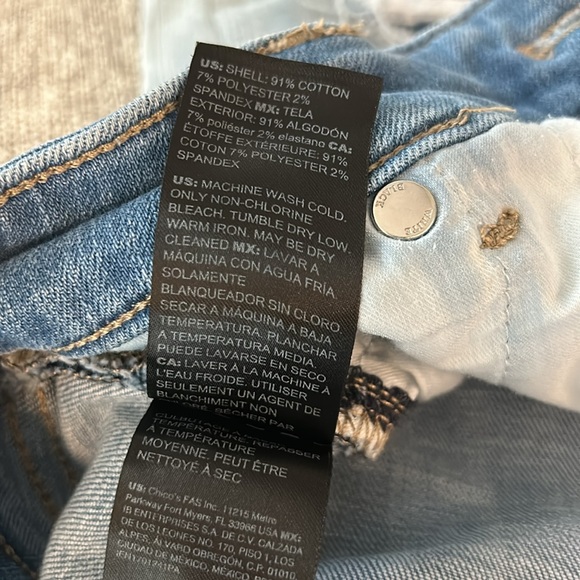 US: SHELL: 91% COTTON
7% POLYESTER 2%
SPANDEX MX: TELA
EXTERIOR: 91% ALGODÓN
7% poliéster 2% elastano CA:
ÉTOFFE EXTÉRIEURE: 91%
COTON 7% POLYESTER 2%
SPANDEX
US: MACHINE WASH COLD.
ONLY NON-CHLORINE
BLEACH. TUMBLE DRY LOW.
WARM IRON. MAY BE DRY
CLEANED MX: LAVAR A
MÁQUINA CON AGUA FRÍA.
SOLAMENTE
BLANQUEADOR SIN CLORO.
SECAR A MÁQUINA A BAJA
TEMPERATURA. PLANCHAR
A TEMPERATURA MEDIA.
PUEDE LAVARSE EN SECO
CA: LAVER À LA MACHINE À
L'EAU FROIDE. UTILISER
SEULEMENT UN AGENT DE
BLANCHIMENT NON
SÉCHER PAR
REPASSER
À TEMPÉRATURE
MOYENNE. PEUT ÊTRE
NETTOYÉ À SEC
US: Chico's FAS Inc. 11215 Metro
Parkway Fort Myers, Fl, 33966 USA MX:
IB ENTERPRISES S.A. DE C.V. CALZADA
DE LOS LEONES NO. 170, PISO 1, LOS
ALPES, ALVARO OBREGÓN, C.P. 01010
CIUDAD DE MÉXICO, MÉXICO
WHITE
BLACK